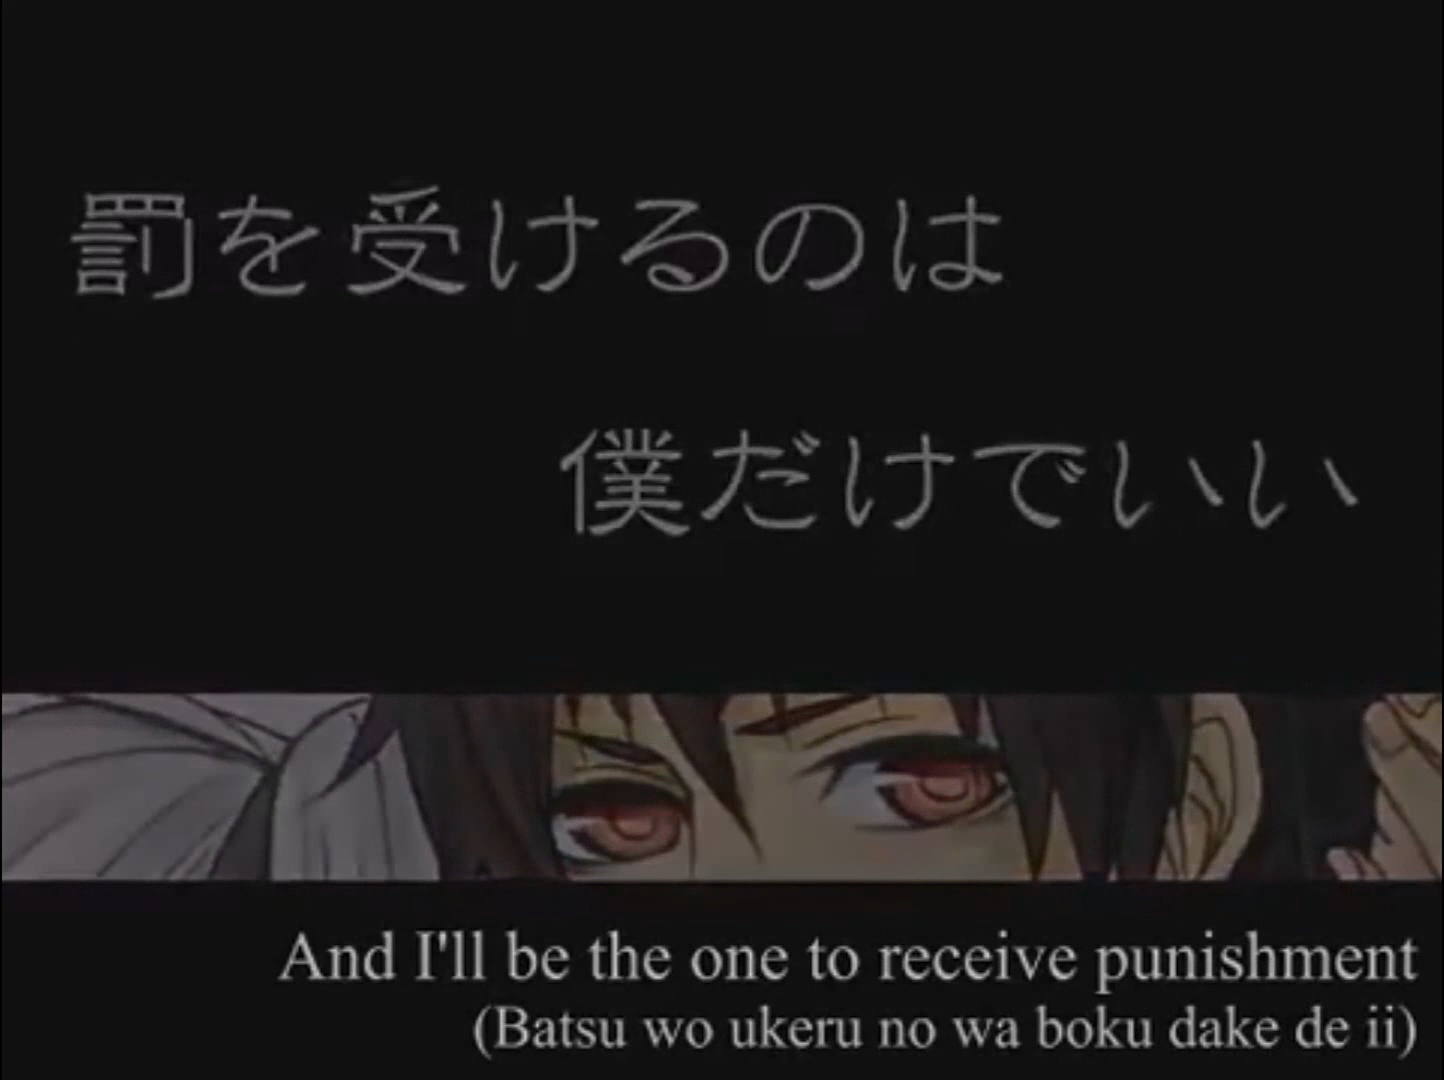 罰を受けるのは
僕だけでいい
And I'll be the one to receive punishment
(Batsu wo ukeru no wa boku dake de ii)